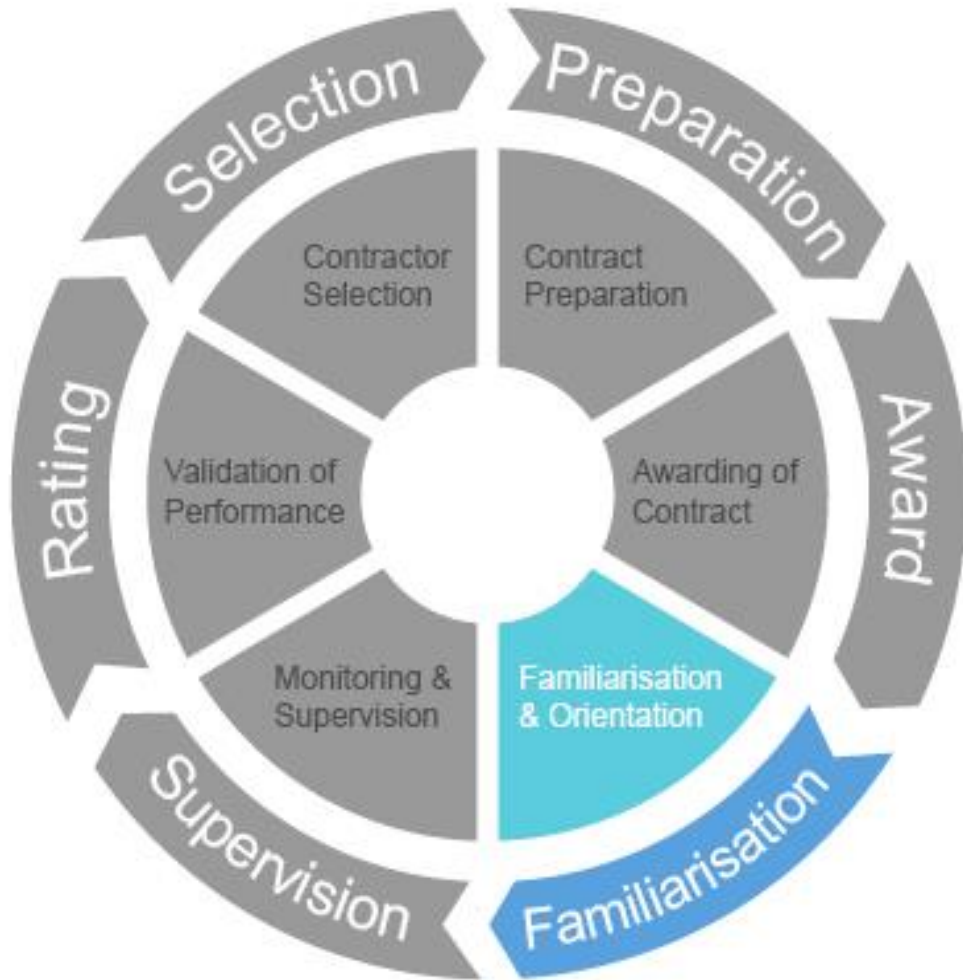 Selection
Preparation
Award
Familiarisation
Supervision
Rating
Contractor
Selection
Contract
Preparation
Awarding of
Contract
Familiarisation
& Orientation
Monitoring &
Supervision
Validation of
Performance